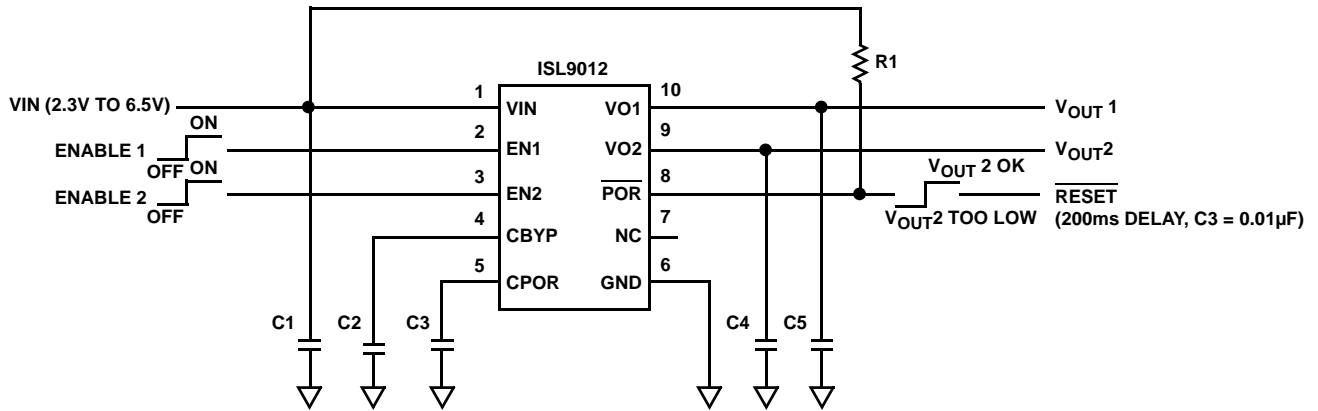 R1
ISL9012
VIN (2.3V TO 6.5V)
1
VIN
VO1
10
VOUT 1
ON
ENABLE 1
OFF
2
EN1
VO2
9
VOUT2
ON
ENABLE 2
OFF
3
EN2
POR
8
VOUT 2 OK
VOUT2 TOO LOW
RESET
(200ms DELAY, C3 = 0.01µF)
4
CBYP
NC
7
5
CPOR
GND
6
C1
C2
C3
C4
C5